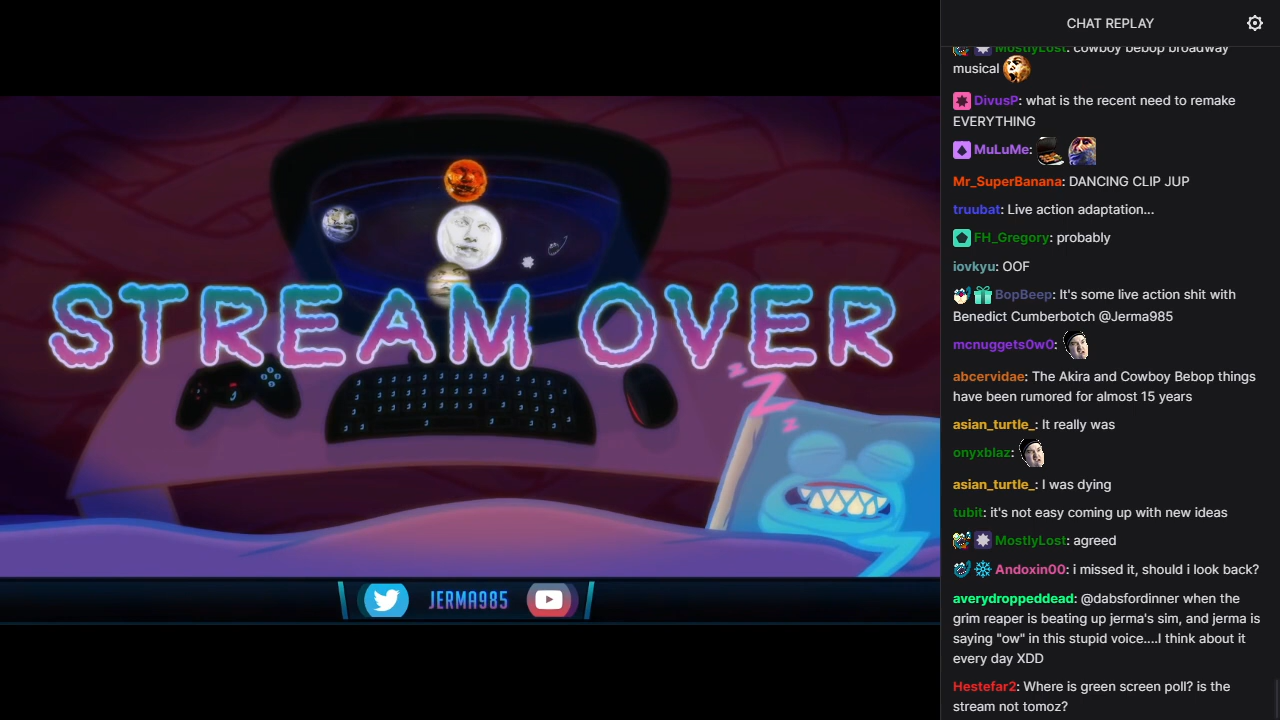 STREAM OVER
Z
Z
Z
JERMA985
CHAT REPLAY
MostlyLost: cowboy bebop broadway
musical
DivusP: what is the recent need to remake
EVERYTHING
MuLuMe:
Mr_SuperBanana: DANCING CLIP JUP
truubat: Live action adaptation...
FH_Gregory: probably
iovkyu: OOF
BopBeep: It's some live action shit with
Benedict Cumberbotch @Jerma985
mcnuggets0w0:
abcervidae: The Akira and Cowboy Bebop things
have been rumored for almost 15 years
asian_turtle_: It really was
onyxblaz:
asian_turtle_: I was dying
tubit: it's not easy coming up with new ideas
MostlyLost: agreed
Andoxin00: i missed it, should i look back?
averydroppeddead: @dabsfordinner when the
grim reaper is beating up jerma's sim, and jerma is
saying "ow" in this stupid voice....I think about it
every day XDD
Hestefar2: Where is green screen poll? is the
stream not tomoz?